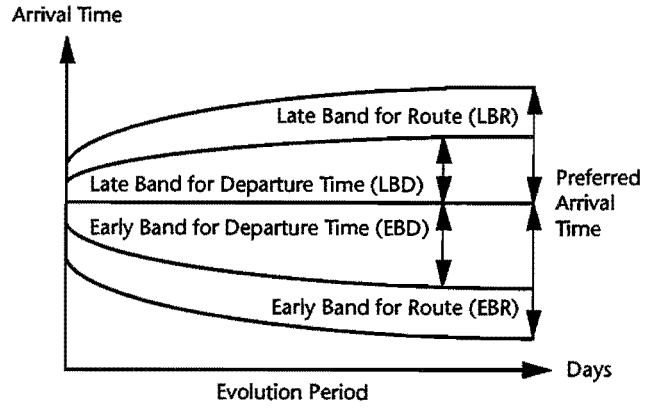 Arrival Time
Late Band for Route (LBR)
Late Band for Departure Time (LBD)
Preferred
Arrival
Time
Early Band for Departure Time (EBD)
Early Band for Route (EBR)
Days
Evolution Period